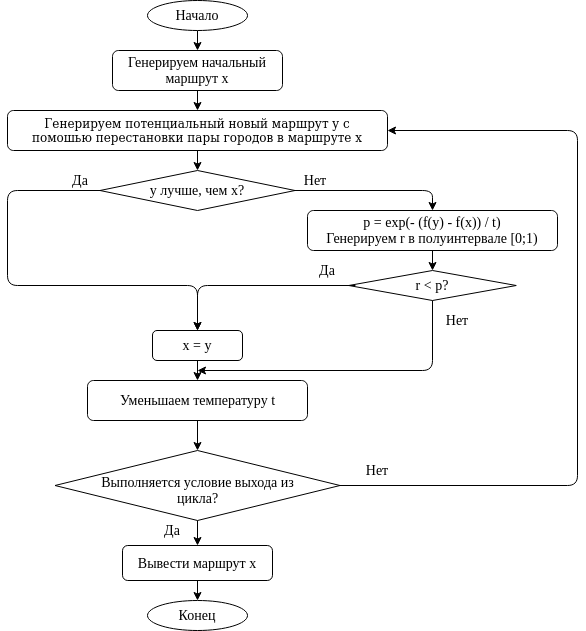 Начало
Генерируем начальный
маршрут x
Генерируем потенциальный новый маршрут y с
помошью перестановки пары городов в маршруте x
Да
y лучше, чем x?
Нет
p = exp(- (f(y) - f(x)) / t)
Генерируем r в полуинтервале [0;1)
Да
r < p?
Нет
x = y
Уменьшаем температуру t
Выполняется условие выхода из
цикла?
Нет
Да
Вывести маршрут x
Конец